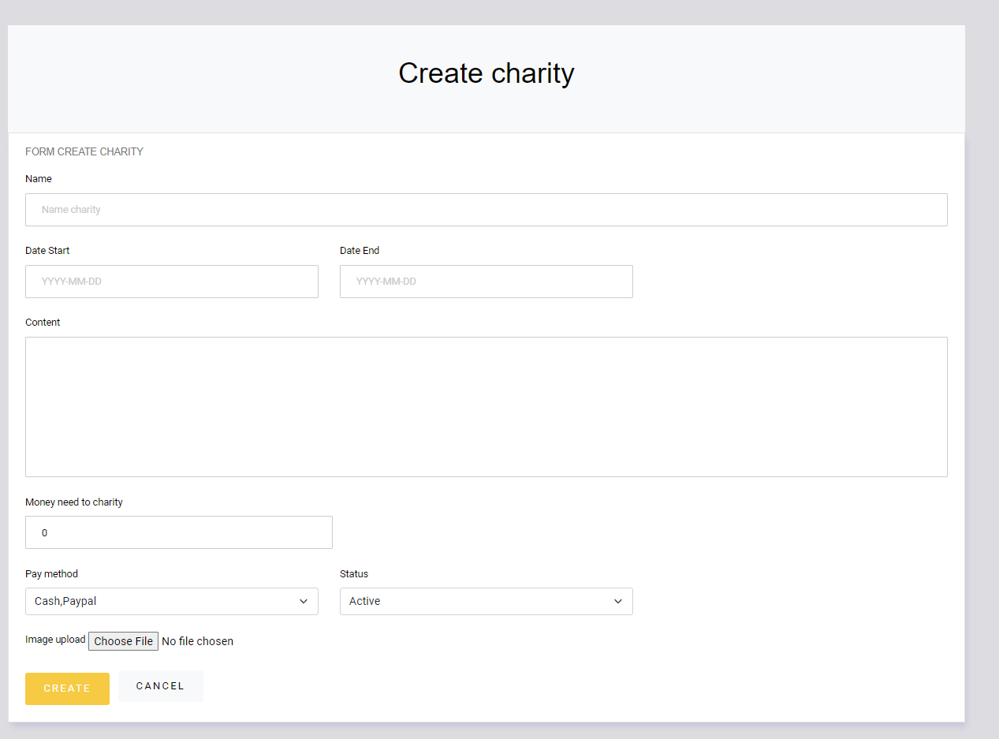 Create charity
FORM CREATE CHARITY
Name
Name charity
Date Start Date End
YYYY-MM-DD YYYY-MM-DD
Content
Money need to charity
0
Pay method Status
Cash,Paypal Active
Image upload Choose File No file chosen
CREATE CANCEL